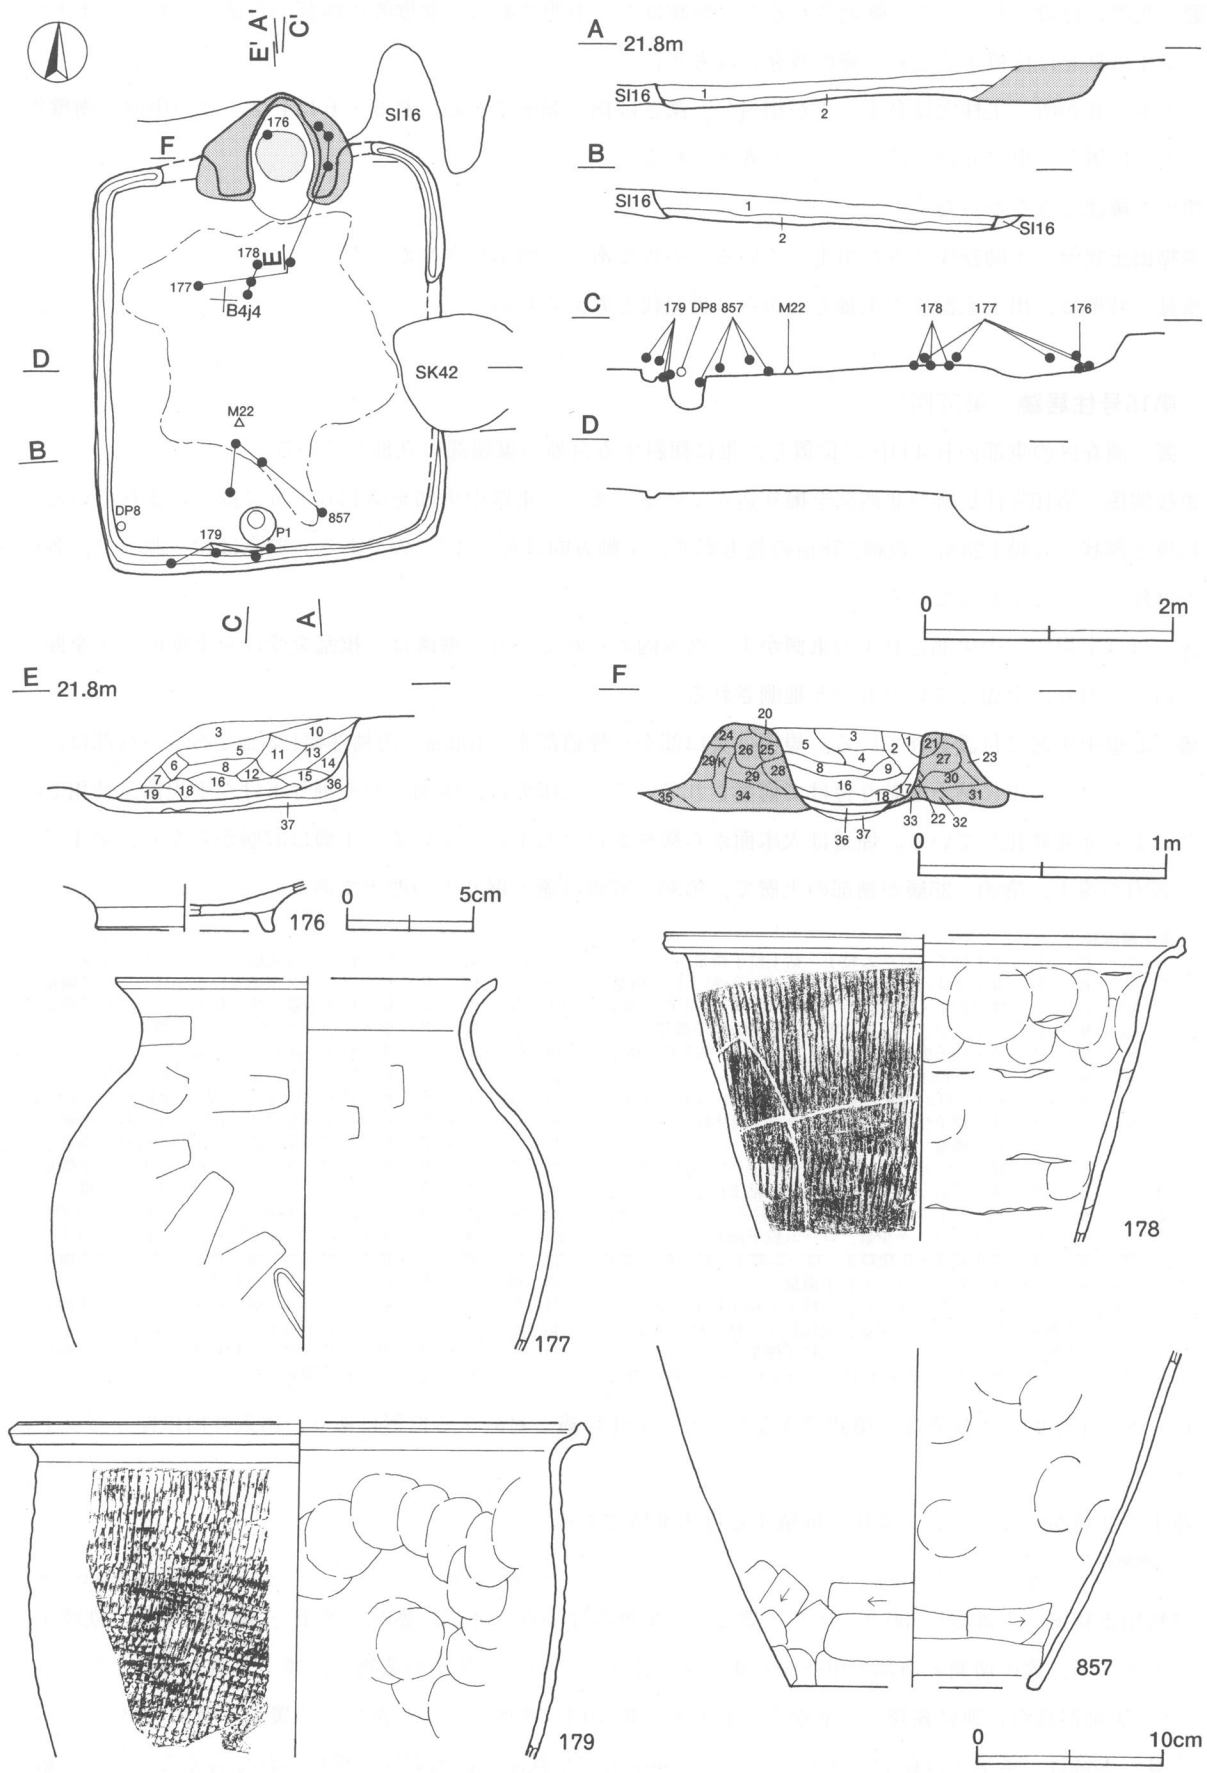 E' A' C'
SI16
176
F
178
E
177
B4j4
D
SK42
M22
B
DP8
857
179
P1
C
A
A 21.8m
SI16
1
2
B
SI16
1
2
SI16
C
179 DP8 857 M22 178 177 176
D
0 2m
E 21.8m
3 10
5 11 13
6 8 12 14
7 16 15 36
19 18
37
F
20
24 3 1 21
26 25 5 4 2 27 23
29 K 8 9
29 28 16 30
35 34 18 17 31
36 37 33 22 32
0 1m
176
0 5cm
177
178
179
857
0 10cm